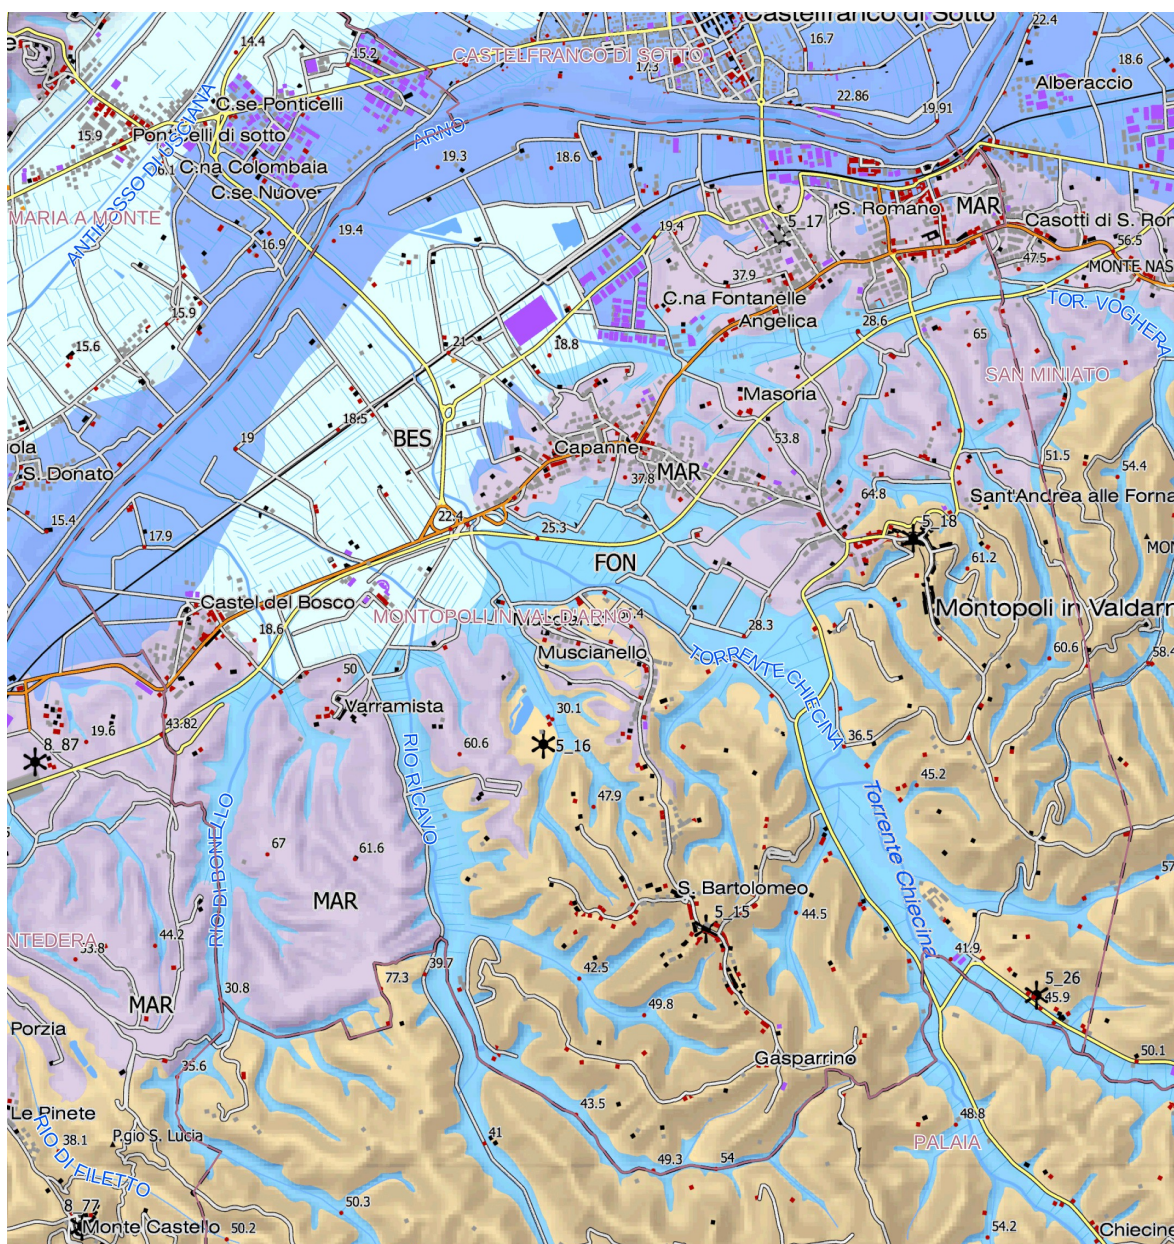 Castelfranco di Sotto
22.4
14.4
15.2
CASTELFRANCO DI SOTTO
16.7
17.3
18.6
Alberaccio
C.se Ponticelli
22.86
19.91
15.9
Ponticelli di sotto
ARNO
ANTIFOSSO DI USCIANA
C.na Colombaia
19.3
18.6
C.se Nuove
MARIA A MONTE
S. Romano
MAR
5_17
Casotti di S. Ror
19.4
19.4
16.9
56.5
47.5
MONTE NAS
37.9
C.na Fontanelle
TOR. VOGHERA
15.9
Angelica
28.6
65
15.6
21
18.8
SAN MINIATO
Masoria
18.5
19
BES
53.8
ola
Capanne
S. Donato
37.8
MAR
51.5
54.4
64.8
Sant'Andrea alle Forna
15.4
17.9
22.4
25.3
5_18
61.2
MON
FON
Castel del Bosco
MONTOPOLI IN VAL D'ARNO
Montopoli in Valdarn
18.6
28.3
Muscianello
TORRENTE CHIECINA
60.6
58.4
50
30.1
Varramista
43.82
19.6
60.6
5_16
36.5
8_87
RIO RICAVO
45.2
RIO DI BONELLO
47.9
Torrente Chiecina
67
61.6
57
MAR
S. Bartolomeo
5_15
44.5
NTEDERA
53.8
44.2
41.9
42.5
39.7
77.3
5_26
45.9
30.8
49.8
MAR
Porzia
50.1
Gasparrino
35.6
43.5
Le Pinete
48.8
38.1
P.gio S. Lucia
41
PALAIA
RIO DI FILETTO
49.3
54
8_77
50.3
Monte Castello
50.2
54.2
Chiecine